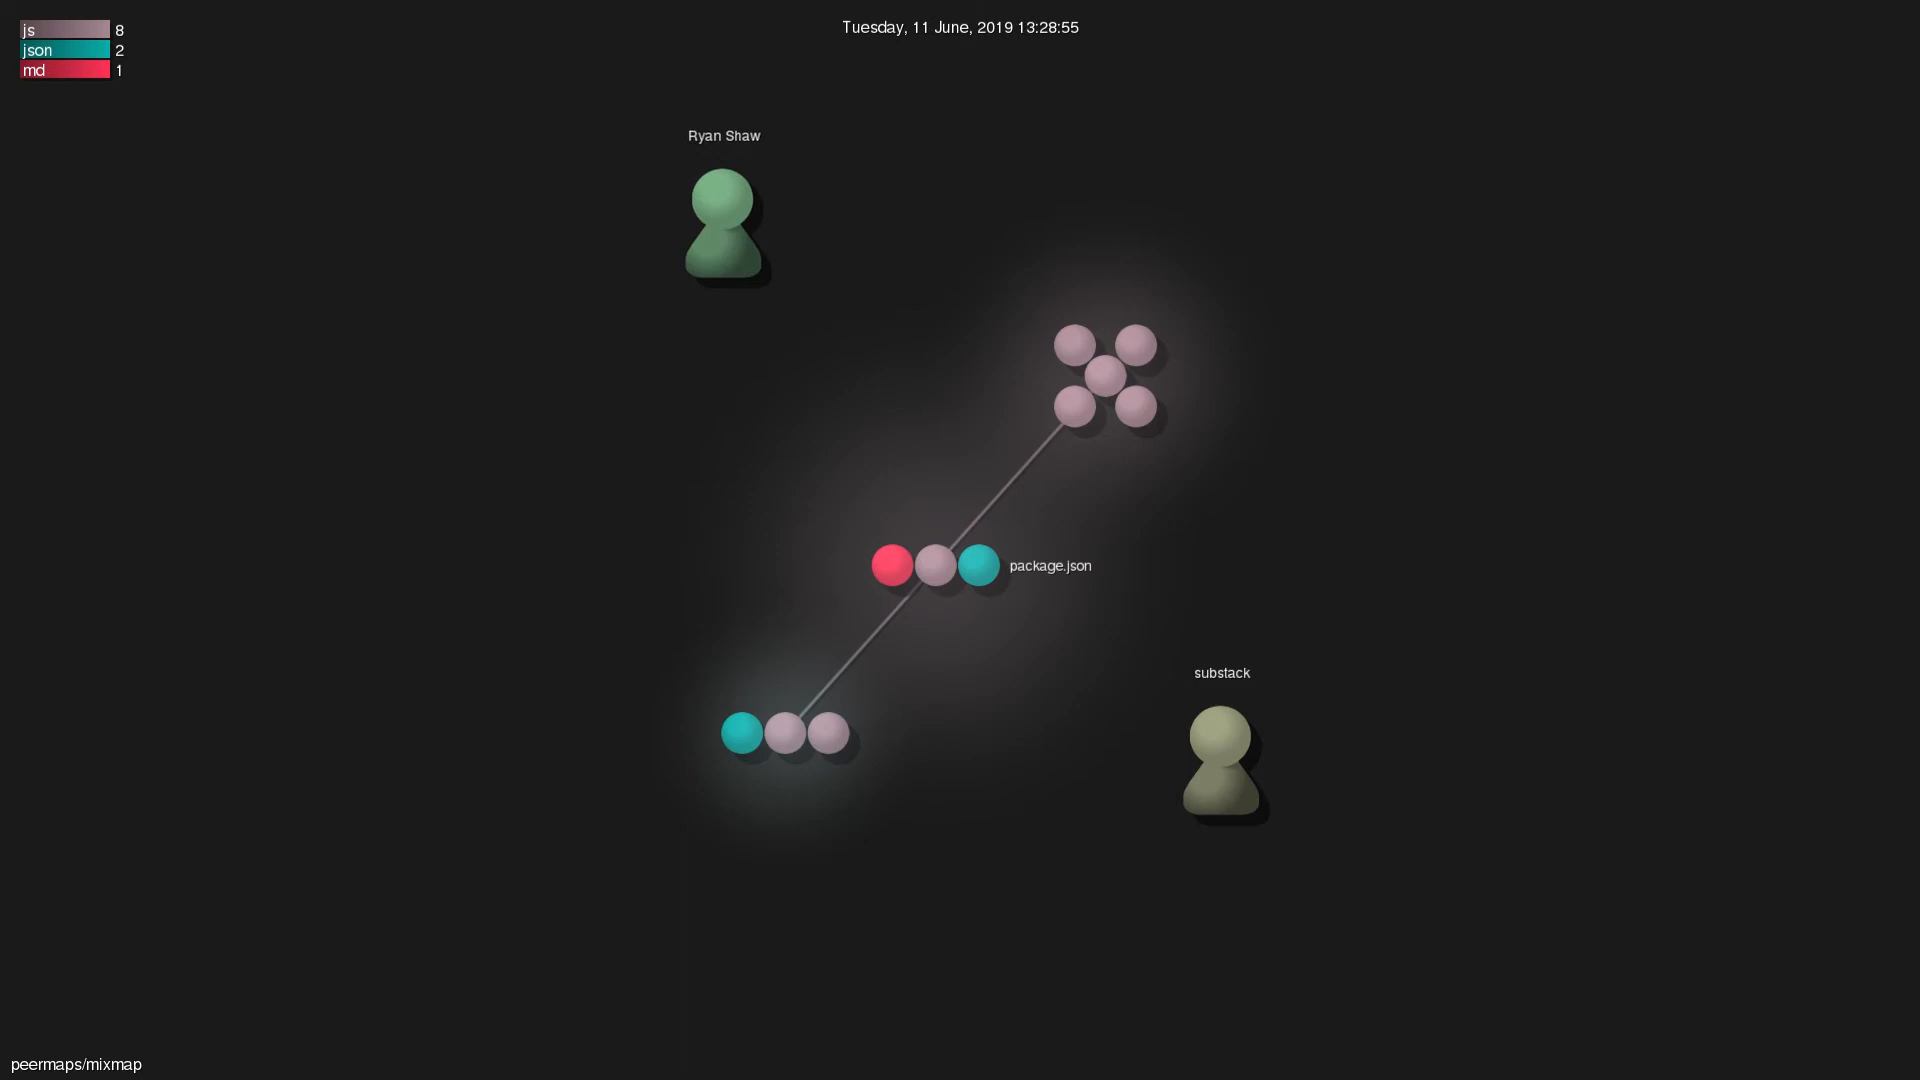 js 8
json 2
md 1
Tuesday, 11 June, 2019 13:28:55
Ryan Shaw
package.json
substack
peermaps/mixmap